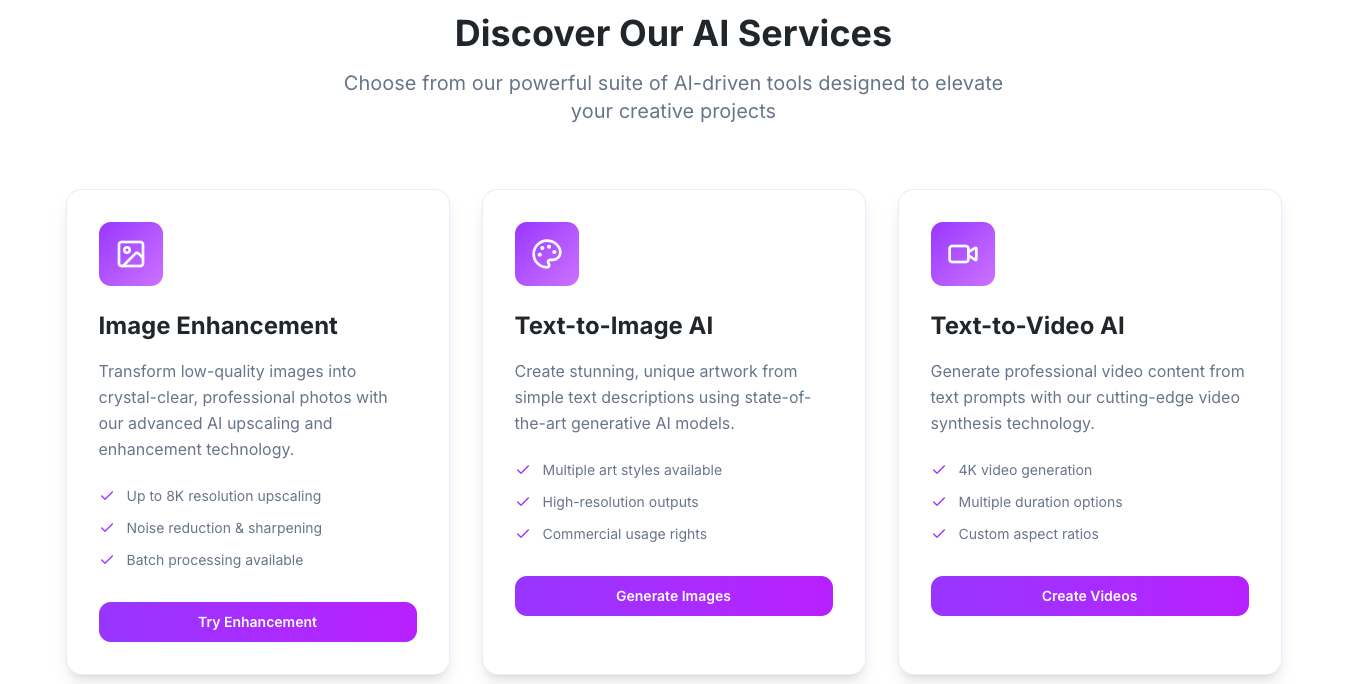 Discover Our AI Services
Choose from our powerful suite of AI-driven tools designed to elevate
your creative projects
Image Enhancement
Transform low-quality images into
crystal-clear, professional photos with
our advanced AI upscaling and
enhancement technology.
Up to 8K resolution upscaling
Noise reduction & sharpening
Batch processing available
Try Enhancement
Text-to-Image AI
Create stunning, unique artwork from
simple text descriptions using state-of-
the-art generative AI models.
Multiple art styles available
High-resolution outputs
Commercial usage rights
Generate Images
Text-to-Video AI
Generate professional video content from
text prompts with our cutting-edge video
synthesis technology.
4K video generation
Multiple duration options
Custom aspect ratios
Create Videos